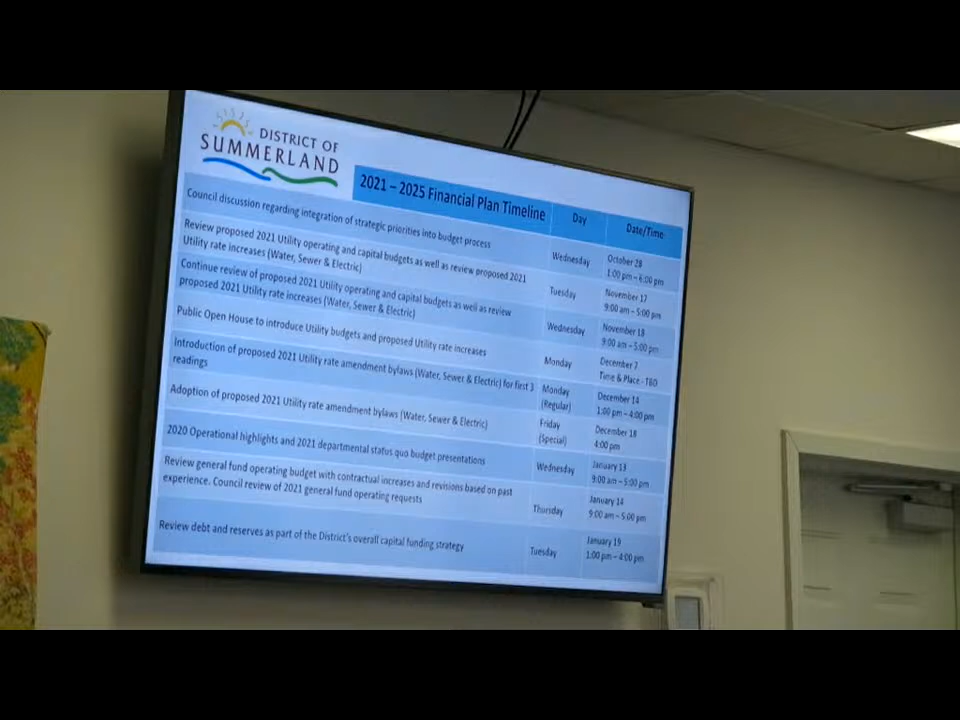 DISTRICT OF
SUMMERLAND
2021 – 2025 Financial Plan Timeline
Day
Date/Time
Council discussion regarding integration of strategic priorities into budget process
Wednesday
October 28
1:00 pm – 4:00 pm
Review proposed 2021 Utility operating and capital budgets as well as review proposed 2021
Utility rate increases (Water, Sewer & Electric)
Tuesday
November 17
9:00 am – 5:00 pm
Continue review of proposed 2021 Utility operating and capital budgets as well as review
proposed 2021 Utility rate increases (Water, Sewer & Electric)
Wednesday
November 18
9:00 am – 5:00 pm
Public Open House to introduce Utility budgets and proposed Utility rate increases
Monday
December 7
Time & Place - TBD
Introduction of proposed 2021 Utility rate amendment bylaws (Water, Sewer & Electric) for first 3
readings
Monday
(Regular)
December 14
1:00 pm – 4:00 pm
Adoption of proposed 2021 Utility rate amendment bylaws (Water, Sewer & Electric)
Friday
(Special)
December 18
4:00 pm
2020 Operational highlights and 2021 departmental status quo budget presentations
Wednesday
January 13
9:00 am – 5:00 pm
Review general fund operating budget with contractual increases and revisions based on past
experience. Council review of 2021 general fund operating requests
Thursday
January 14
9:00 am – 5:00 pm
Review debt and reserves as part of the District's overall capital funding strategy
Tuesday
January 19
1:00 pm – 4:00 pm